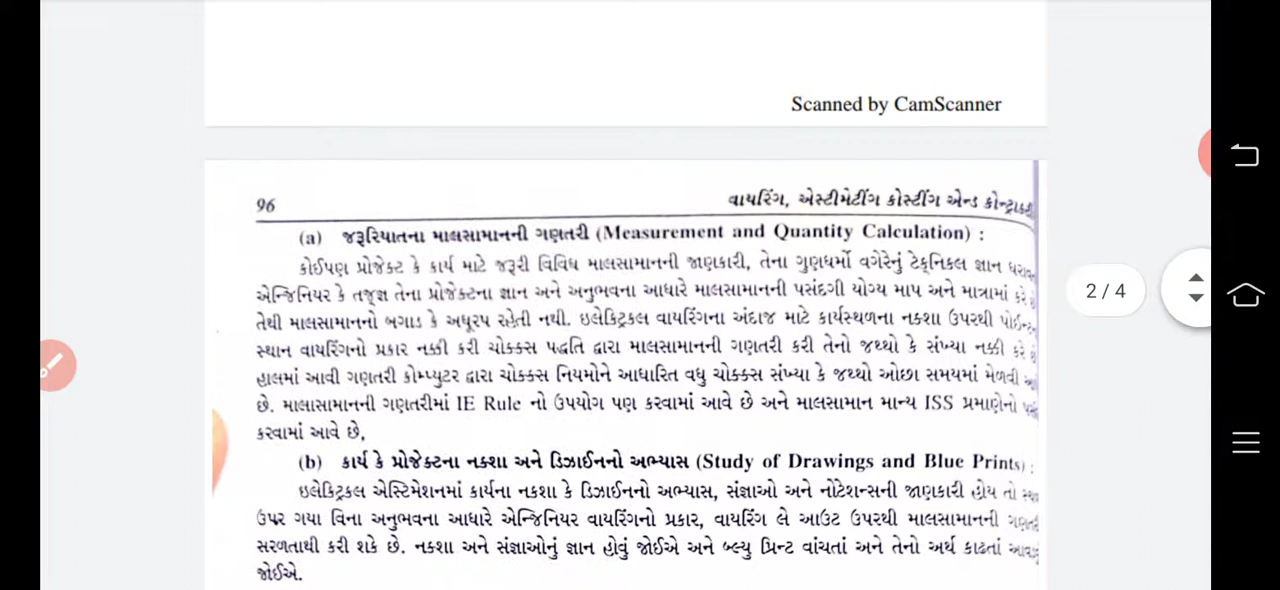 Scanned by CamScanner
96
વાયરિંગ, એસ્ટીમેટીંગ કોસ્ટીંગ એન્ડ
(a) જરૂરિયાતના માલસામાનની ગણતરી (Measurement and Quantity Calculation) :
કોઈપણ પ્રોજેક્ટ કે કાર્ય માટે જરૂરી વિવિધ માલસામાનની જાણકારી, તેના ગુણધર્મો વગેરેનું ટેક્નિકલ જ્ઞાન
એન્જિનિયર કે તજ્જ્ઞ તેના પ્રોજેક્ટના જ્ઞાન અને અનુભવના આધારે માલસામાનની પસંદગી યોગ્ય માપ અને માત્રામાં કરે
તેથી માલસામાનનો બગાડ કે અધૂરપ રહેતી નથી. ઇલેક્ટ્રિકલ વાયરિંગના અંદાજ માટે કાર્યસ્થળના નકશા ઉપરથી
સ્થાન વાયરિંગનો પ્રકાર નક્કી કરી ચોક્કસ પદ્ધતિ દ્વારા માલસામાનની ગણતરી કરી તેનો જથ્થો કે સંખ્યા નક્કી કરે
હાલમાં આવી ગણતરી કોમ્પ્યુટર દ્વારા ચોક્કસ નિયમોને આધારિત વધુ ચોક્કસ સંખ્યા કે જથ્થો ઓછા સમયમાં મેળવી
છે. માલાસામાનની ગણતરીમાં IE Rule નો ઉપયોગ પણ કરવામાં આવે છે અને માલસામાન માન્ય ISS પ્રમાણેનો
કરવામાં આવે છે,
(b) કાર્ય કે પ્રોજેક્ટના નકશા અને ડિઝાઈનનો અભ્યાસ (Study of Drawings and Blue Prints) :
ઇલેક્ટ્રિકલ એસ્ટિમેશનમાં કાર્યના નકશા કે ડિઝાઈનનો અભ્યાસ, સંજ્ઞાઓ અને નોટેશન્સની જાણકારી હોય તો
ઉપર ગયા વિના અનુભવના આધારે એન્જિનિયર વાયરિંગનો પ્રકાર, વાયરિંગ લે આઉટ ઉપરથી માલસામાનની
સરળતાથી કરી શકે છે. નકશા અને સંજ્ઞાઓનું જ્ઞાન હોવું જોઈએ અને બ્લ્યુ પ્રિન્ટ વાંચતાં અને તેનો અર્થ કાઢતાં
જોઈએ.
2 / 4